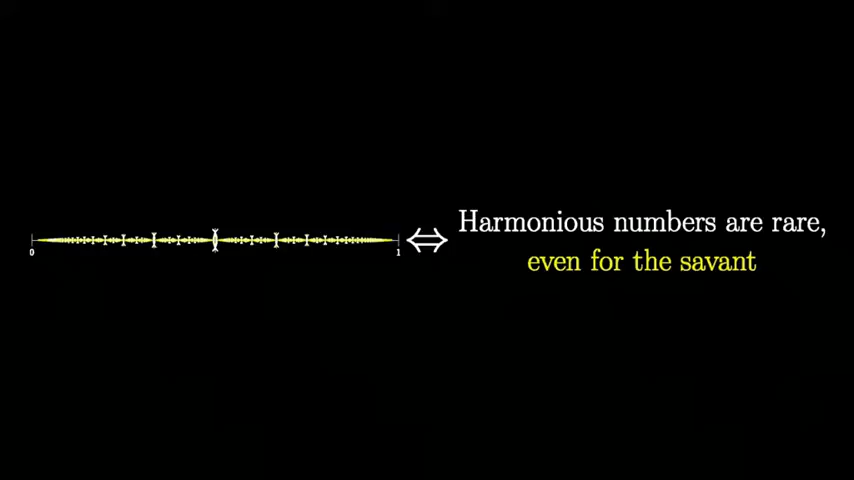 0
1
⇔
Harmonious numbers are rare,
even for the savant